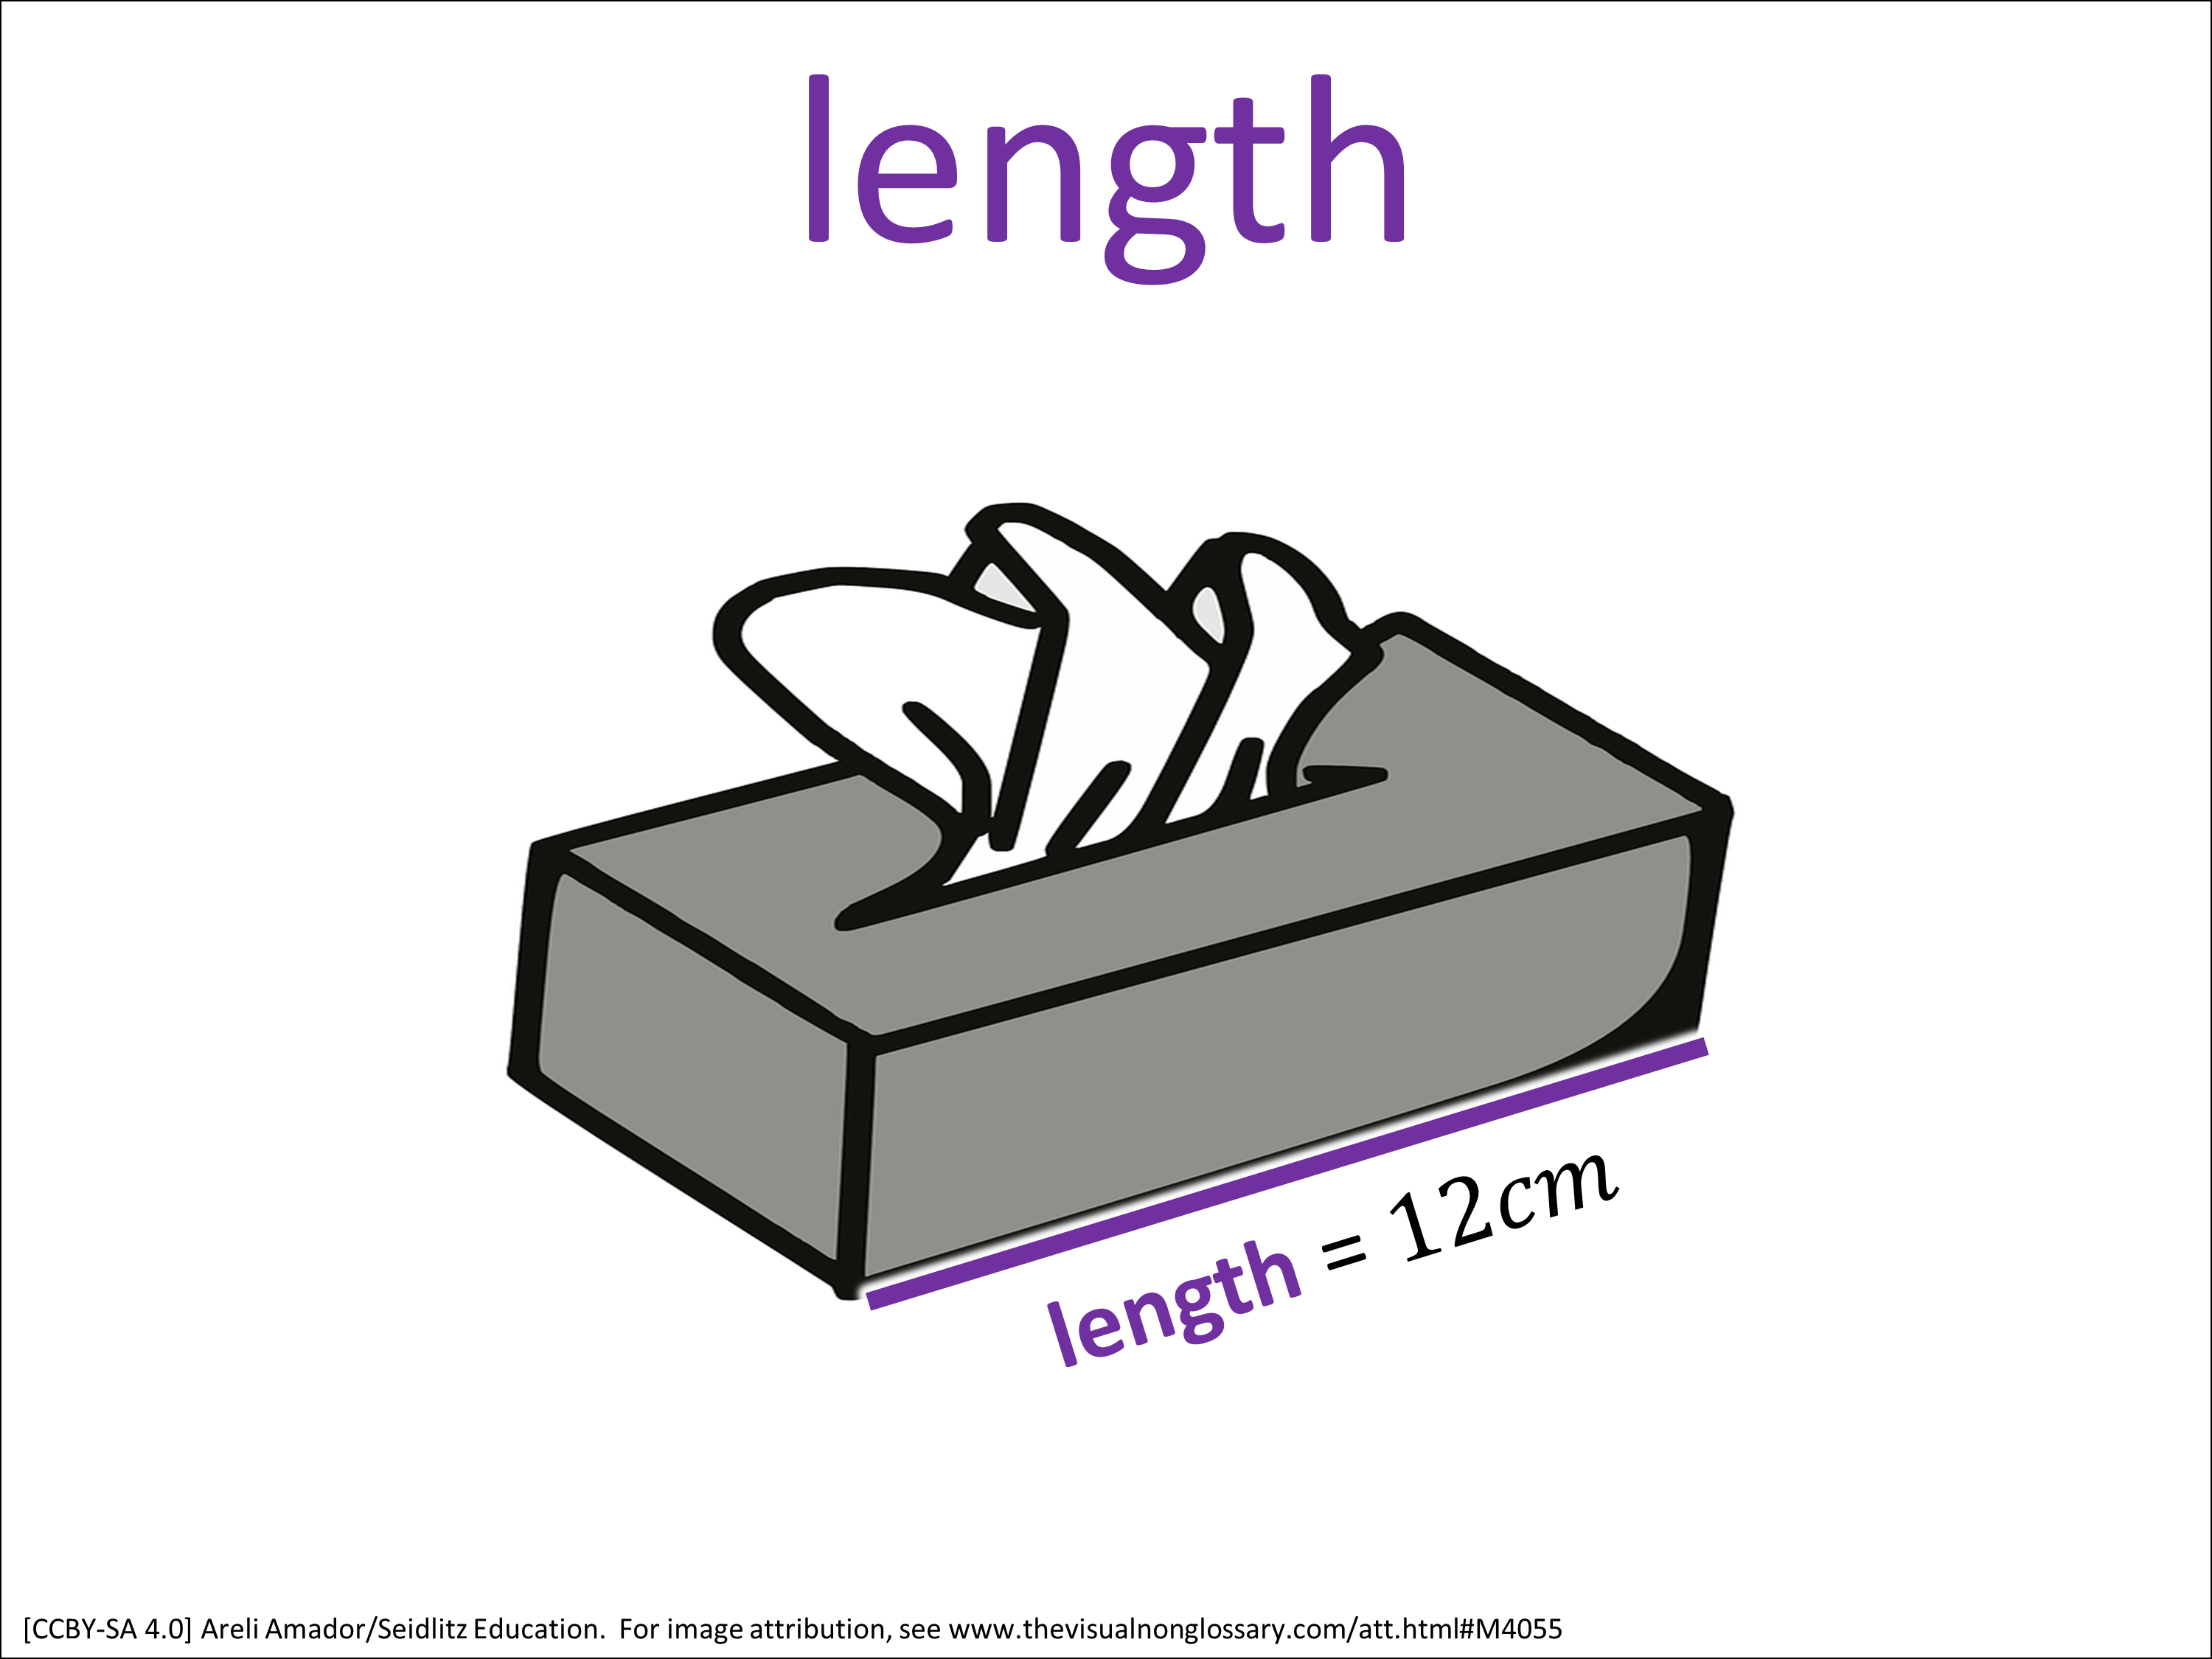 length
length = 12cm
[CCBY-SA 4.0] Areli Amador/Seidlitz Education.  For image attribution, see www.thevisualnonglossary.com/att.html#M4055